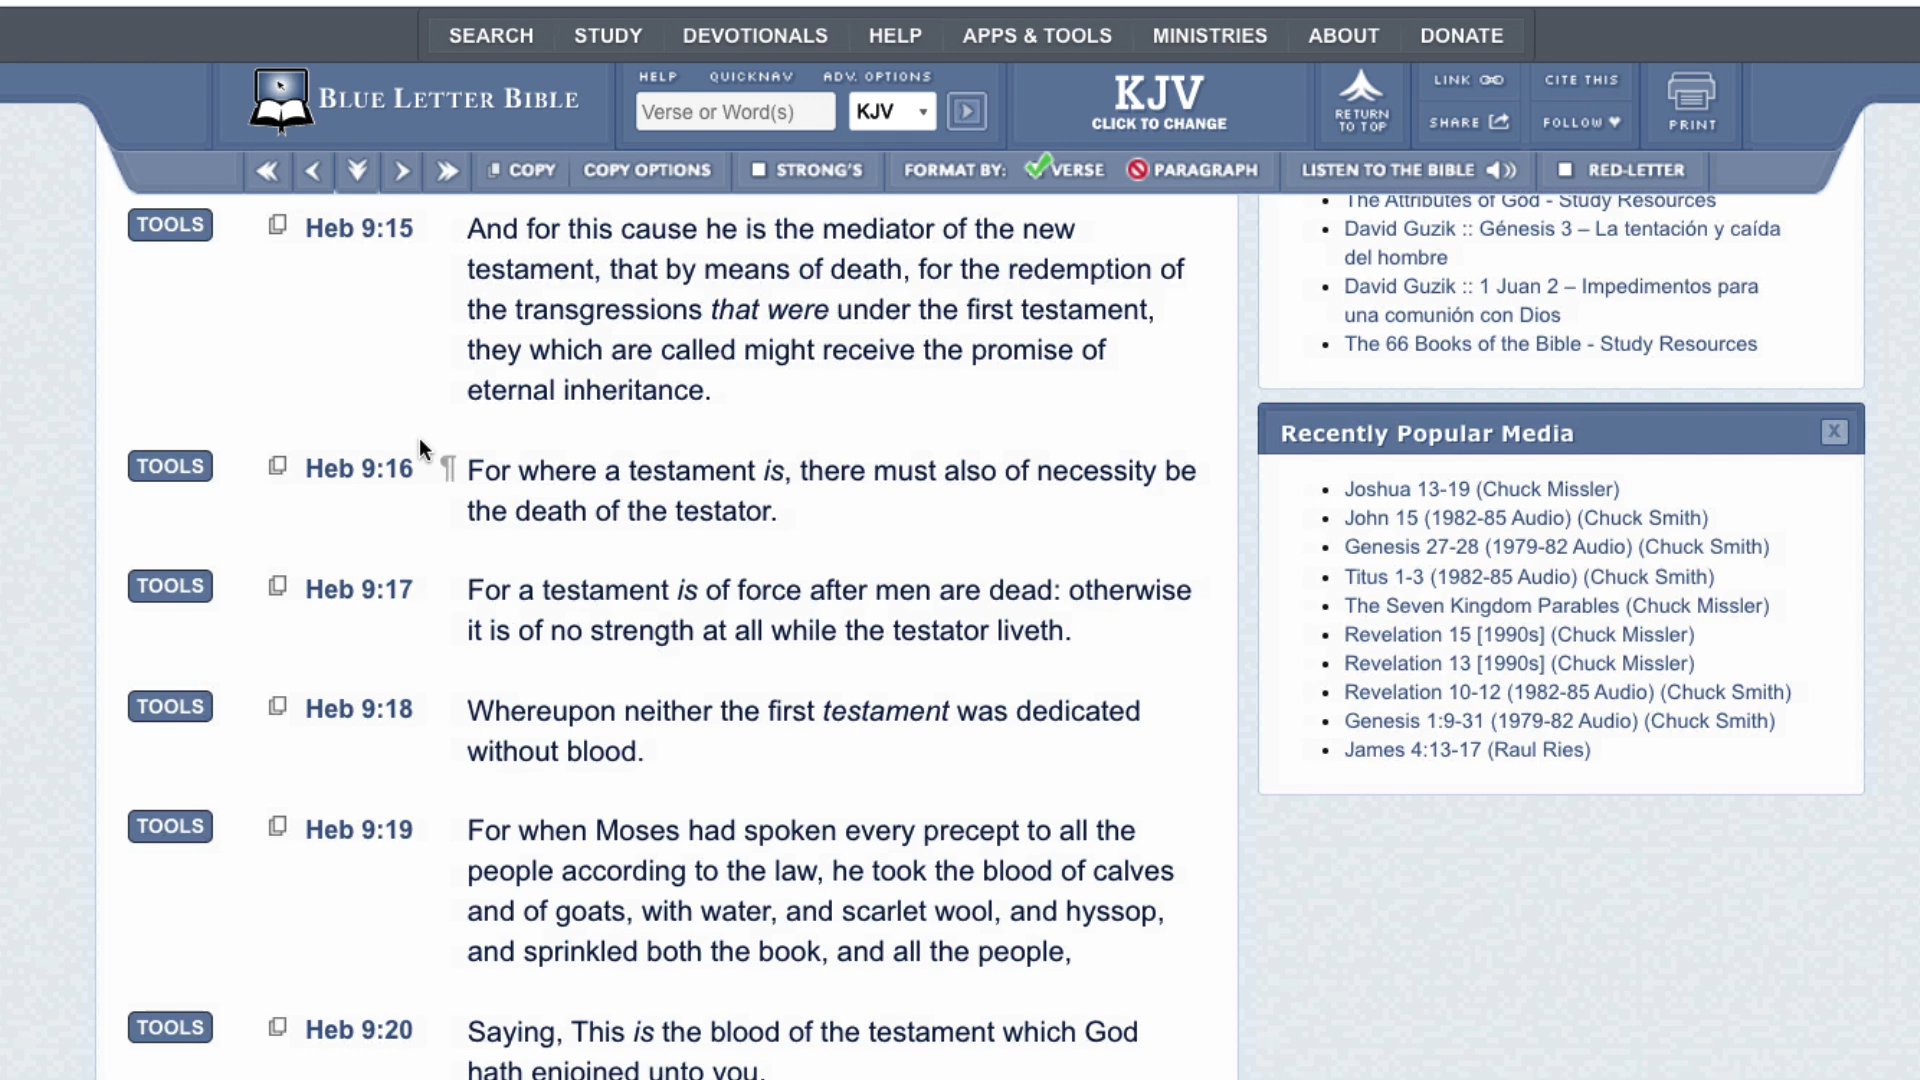 SEARCH STUDY DEVOTIONALS HELP APPS & TOOLS MINISTRIES ABOUT DONATE
BLUE LETTER BIBLE
HELP QUICKNAV ADV. OPTIONS
Verse or Word(s) KJV
KJV
CLICK TO CHANGE
RETURN
TO TOP
LINK
CITE THIS
SHARE
FOLLOW
PRINT
COPY COPY OPTIONS STRONG'S FORMAT BY: VERSE PARAGRAPH LISTEN TO THE BIBLE RED-LETTER
TOOLS Heb 9:15 And for this cause he is the mediator of the new
testament, that by means of death, for the redemption of
the transgressions that were under the first testament,
they which are called might receive the promise of
eternal inheritance.
TOOLS Heb 9:16 ¶ For where a testament is, there must also of necessity be
the death of the testator.
TOOLS Heb 9:17 For a testament is of force after men are dead: otherwise
it is of no strength at all while the testator liveth.
TOOLS Heb 9:18 Whereupon neither the first testament was dedicated
without blood.
TOOLS Heb 9:19 For when Moses had spoken every precept to all the
people according to the law, he took the blood of calves
and of goats, with water, and scarlet wool, and hyssop,
and sprinkled both the book, and all the people,
TOOLS Heb 9:20 Saying, This is the blood of the testament which God
hath enjoined unto you.
The Attributes of God - Study Resources
David Guzik :: Génesis 3 – La tentación y caída
del hombre
David Guzik :: 1 Juan 2 – Impedimentos para
una comunión con Dios
The 66 Books of the Bible - Study Resources
Recently Popular Media X
Joshua 13-19 (Chuck Missler)
John 15 (1982-85 Audio) (Chuck Smith)
Genesis 27-28 (1979-82 Audio) (Chuck Smith)
Titus 1-3 (1982-85 Audio) (Chuck Smith)
The Seven Kingdom Parables (Chuck Missler)
Revelation 15 [1990s] (Chuck Missler)
Revelation 13 [1990s] (Chuck Missler)
Revelation 10-12 (1982-85 Audio) (Chuck Smith)
Genesis 1:9-31 (1979-82 Audio) (Chuck Smith)
James 4:13-17 (Raul Ries)